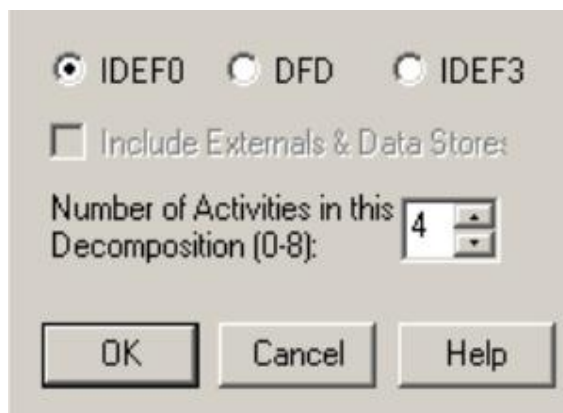 IDEF0 DFD IDEF3
Include Externals & Data Stores
Number of Activities in this
Decomposition (0-8):
4
OK Cancel Help